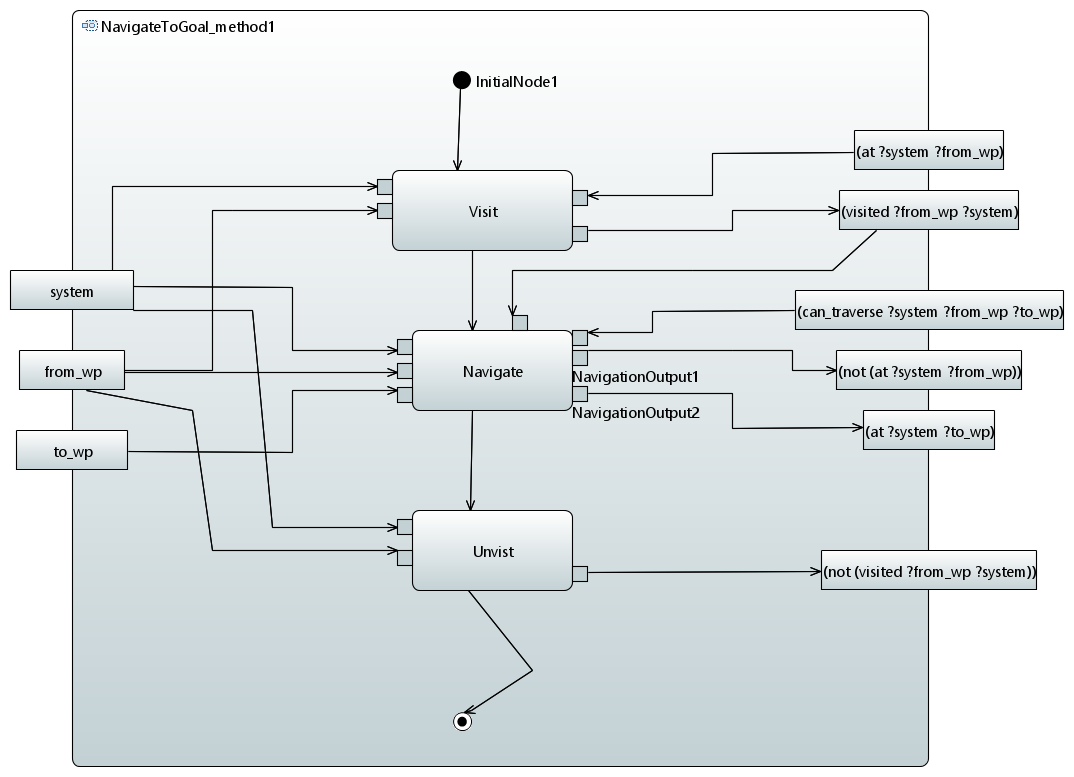 NavigateToGoal_method1
InitialNode1
(at ?system ?from_wp)
Visit
(visited ?from_wp ?system)
system
(can_traverse ?system ?from_wp ?to_wp)
from_wp
Navigate
NavigationOutput1
(not (at ?system ?from_wp))
NavigationOutput2
(at ?system ?to_wp)
to_wp
Unvist
(not (visited ?from_wp ?system))